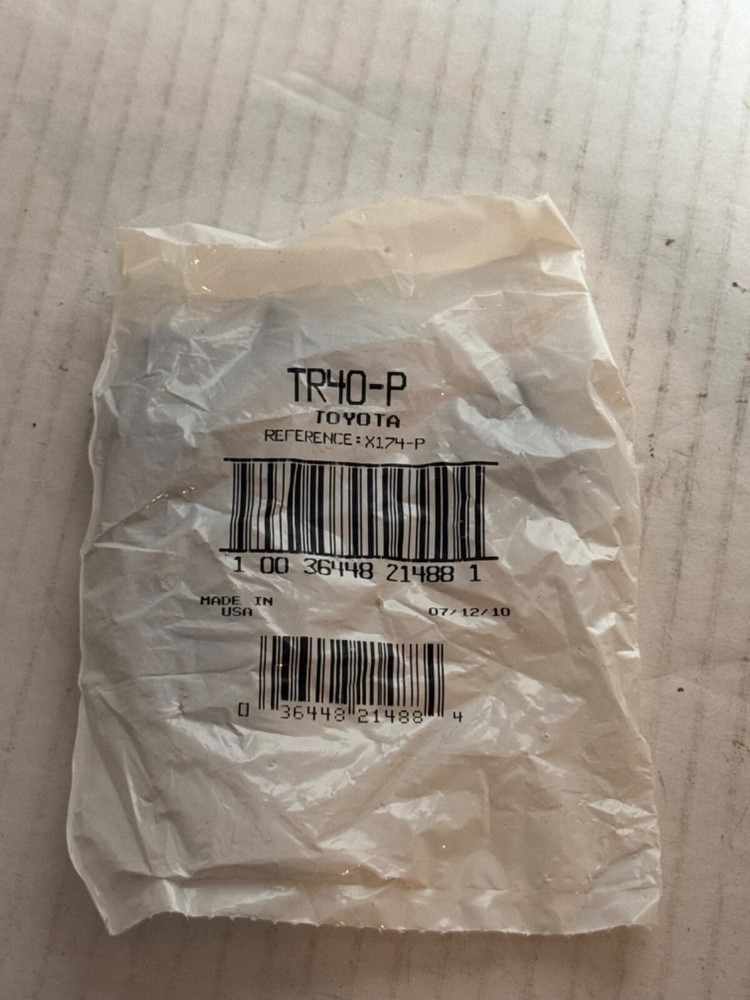 TR40-P
TOYOTA
REFERENCE:X174-P
1 00 36448 21488 1
MADE IN
USA
07/12/10
0 36448 21488 4